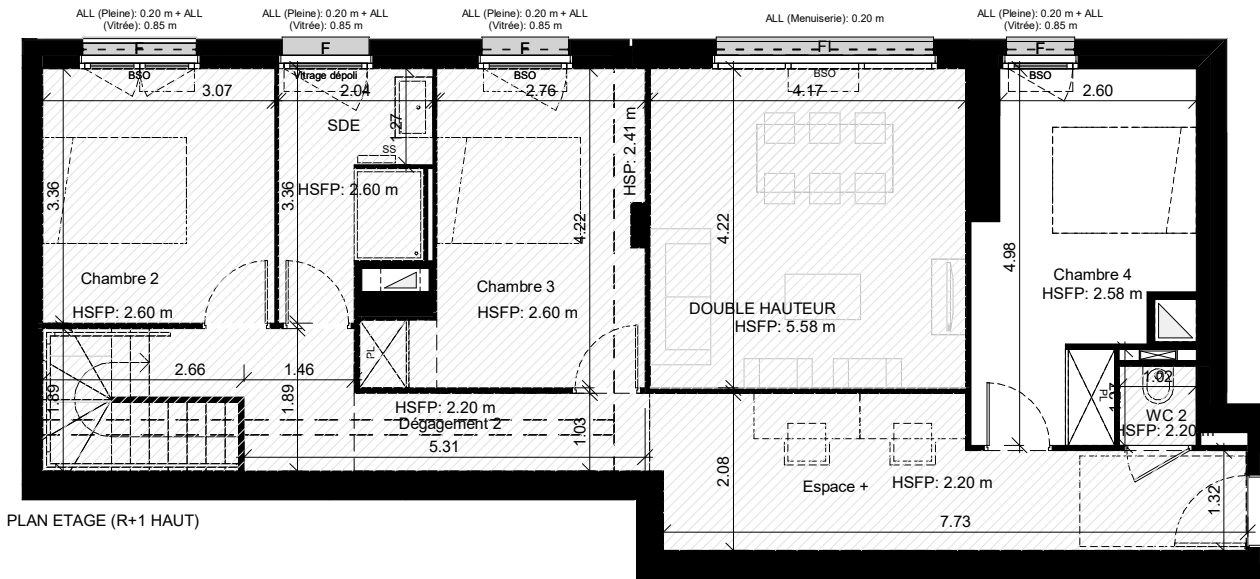 ALL (Pleine): 0.20 m + ALL
(Vitrée): 0.85 m
ALL (Pleine): 0.20 m + ALL
(Vitrée): 0.85 m
ALL (Pleine): 0.20 m + ALL
(Vitrée): 0.85 m
ALL (Menuiserie): 0.20 m
ALL (Pleine): 0.20 m + ALL
(Vitrée): 0.85 m
F
F
F
F
BSO
Vitrage dépoli
BSO
BSO
BSO
3.07
2.04
2.76
4.17
2.60
SDE
1.27
SS
HSP: 2.41 m
3.36
3.36
HSFP: 2.60 m
4.22
4.22
4.98
Chambre 2
HSFP: 2.60 m
Chambre 3
HSFP: 2.60 m
DOUBLE HAUTEUR
HSFP: 5.58 m
Chambre 4
HSFP: 2.58 m
PL
PL
2.66
1.46
1.89
1.89
HSFP: 2.20 m
Dégagement 2
5.31
1.03
1.02
WC 2
HSFP: 2.20 m
2.08
Espace +
HSFP: 2.20 m
1.32
7.73
PLAN ETAGE (R+1 HAUT)